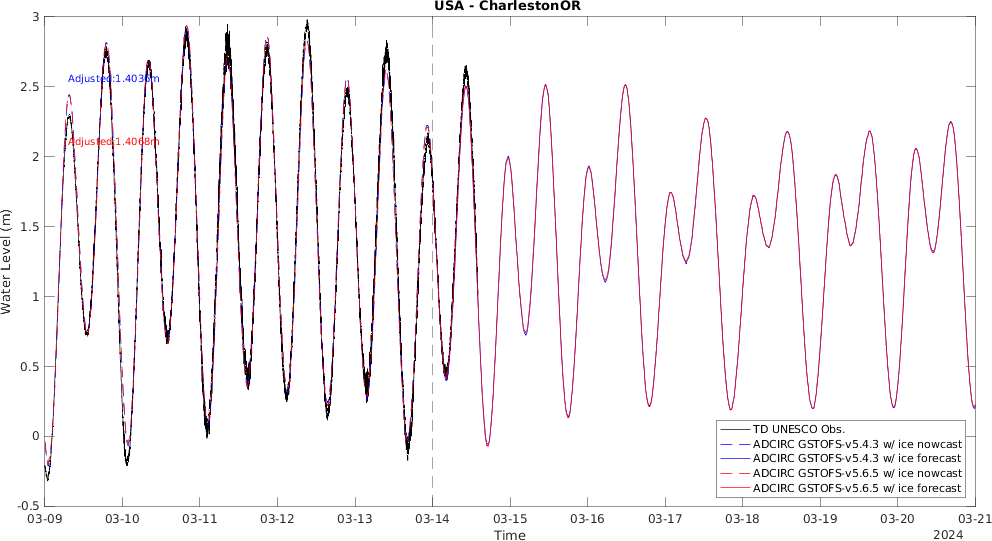 USA - CharlestonOR
3
2.5
2
1.5
1
0.5
0
-0.5
Water Level (m)
Adjusted:1.4068m
TD UNESCO Obs.
ADCIRC GSTOFS-v5.4.3 w/ ice nowcast
ADCIRC GSTOFS-v5.4.3 w/ ice forecast
ADCIRC GSTOFS-v5.6.5 w/ ice nowcast
ADCIRC GSTOFS-v5.6.5 w/ ice forecast
03-09 03-10 03-11 03-12 03-13 03-14 03-15 03-16 03-17 03-18 03-19 03-20 03-21
Time
2024